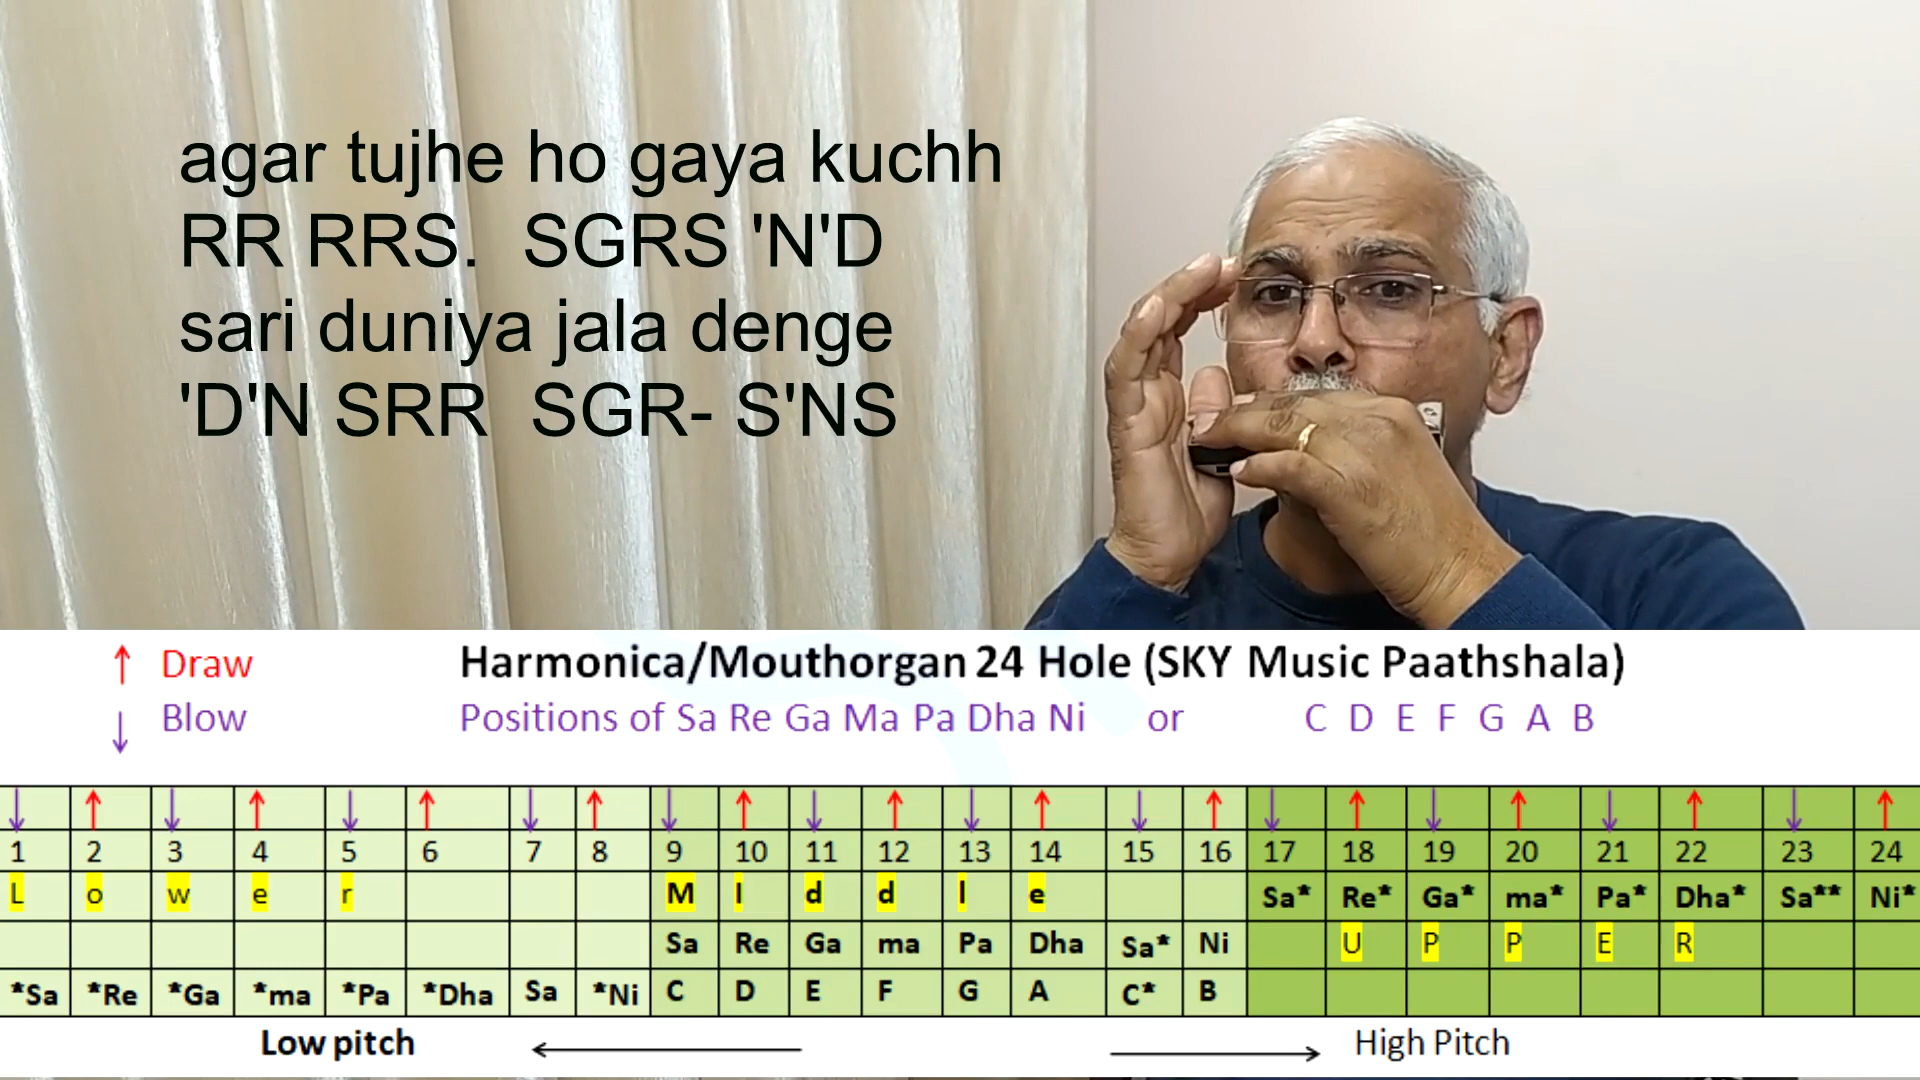 agar tujhe ho gaya kuchh
RR RRS.  SGRS 'N'D
sari duniya jala denge
'D'N SRR  SGR- S'NS
↑ Draw Harmonica/Mouthorgan 24 Hole (SKY Music Paathshala)
↓ Blow Positions of Sa Re Ga Ma Pa Dha Ni or C D E F G A B
↓ ↑ ↓ ↑ ↓ ↑ ↓ ↑ ↓ ↑ ↓ ↑ ↓ ↑ ↓ ↑ ↓ ↑ ↓ ↑ ↓ ↑ ↓ ↑
1 2 3 4 5 6 7 8 9 10 11 12 13 14 15 16 17 18 19 20 21 22 23 24
L o w e r M I d d l e Sa* Re* Ga* ma* Pa* Dha* Sa** Ni*
Sa Re Ga ma Pa Dha Sa* Ni U P P E R
*Sa *Re *Ga *ma *Pa *Dha Sa *Ni C D E F G A C* B
Low pitch ← → High Pitch